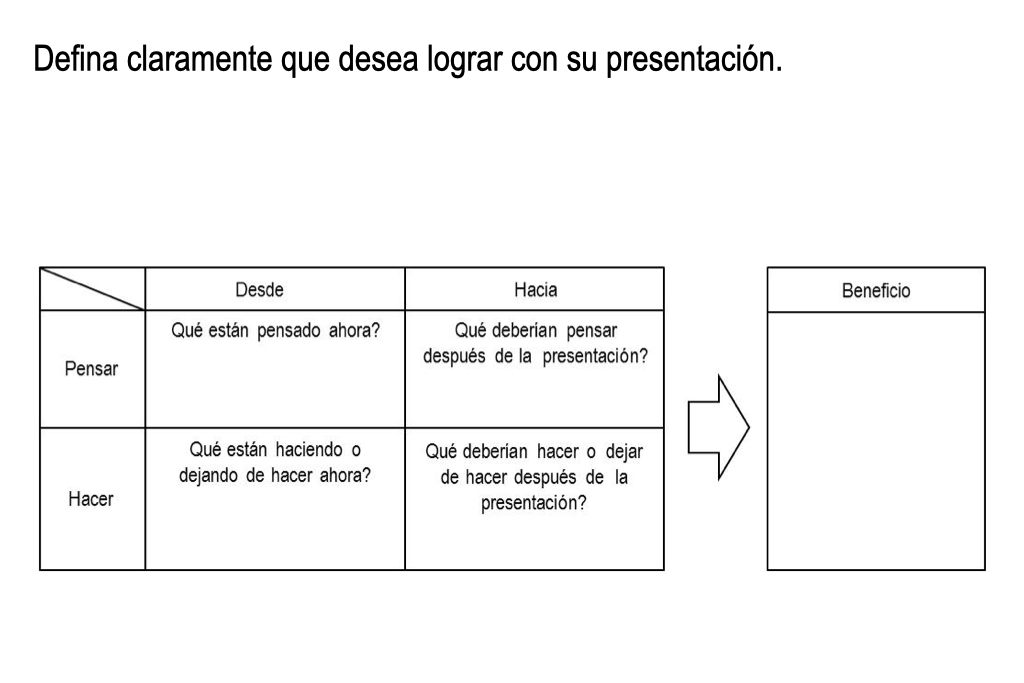 Defina claramente que desea lograr con su presentación.
Desde
Hacia
Beneficio
Pensar
Qué están pensado ahora?
Qué deberían pensar
después de la presentación?
Hacer
Qué están haciendo o
dejando de hacer ahora?
Qué deberían hacer o dejar
de hacer después de la
presentación?